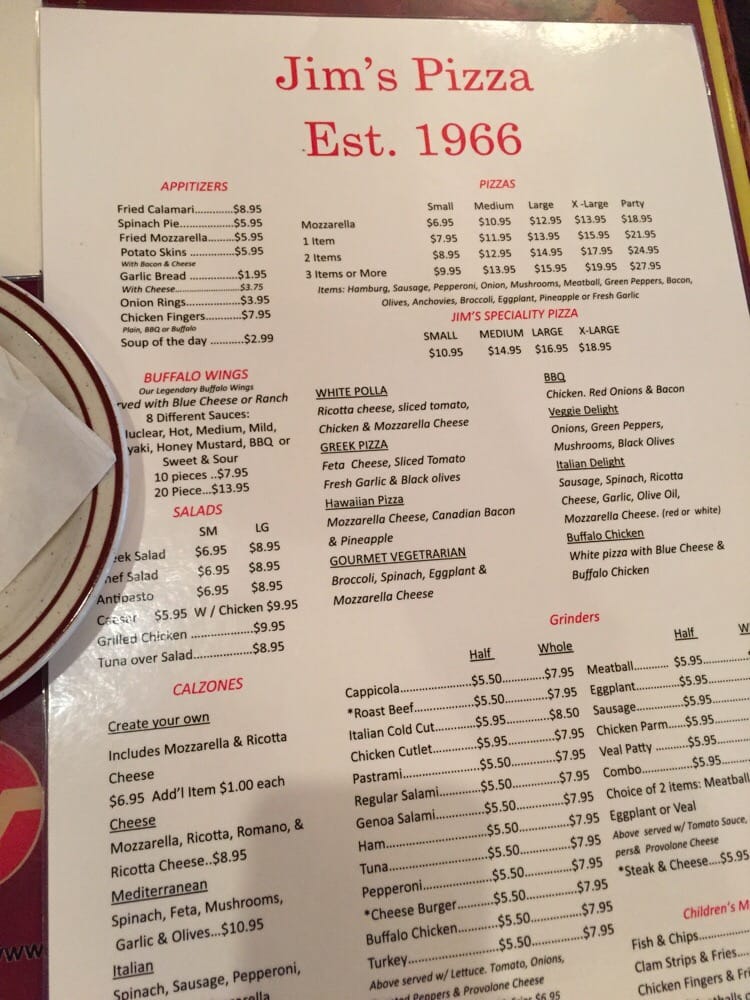 Jim's Pizza
Est. 1966
APPITIZERS
Fried Calamari.............$8.95
Spinach Pie.................$5.95
Fried Mozzarella.........$5.95
Potato Skins ..............$5.95
With Bacon & Cheese
Garlic Bread ...............$1.95
With Cheese...................$3.75
Onion Rings................$3.95
Chicken Fingers..........$7.95
Plain, BBQ or Buffalo
Soup of the day ..........$2.99
BUFFALO WINGS
Our Legendary Buffalo Wings
with Blue Cheese or Ranch
8 Different Sauces:
Hot, Medium, Mild,
Honey Mustard, BBQ or
Sweet & Sour
10 pieces ..$7.95
20 Piece...$13.95
SALADS
SM LG
Salad $6.95 $8.95
Salad $6.95 $8.95
Antipasto $6.95 $8.95
Caesar $5.95 W / Chicken $9.95
Grilled Chicken ...................$9.95
Tuna over Salad...................$8.95
CALZONES
Create your own
Includes Mozzarella & Ricotta
Cheese
$6.95 Add'l Item $1.00 each
Cheese
Mozzarella, Ricotta, Romano, &
Ricotta Cheese..$8.95
Mediterranean
Spinach, Feta, Mushrooms,
Garlic & Olives...$10.95
Italian
Spinach, Sausage, Pepperoni,
PIZZAS
Small Medium Large X -Large Party
Mozzarella $6.95 $10.95 $12.95 $13.95 $18.95
1 Item $7.95 $11.95 $13.95 $15.95 $21.95
2 Items $8.95 $12.95 $14.95 $17.95 $24.95
3 Items or More $9.95 $13.95 $15.95 $19.95 $27.95
Items: Hamburg, Sausage, Pepperoni, Onion, Mushrooms, Meatball, Green Peppers, Bacon,
Olives, Anchovies, Broccoli, Eggplant, Pineapple or Fresh Garlic
JIM'S SPECIALITY PIZZA
SMALL MEDIUM LARGE X-LARGE
$10.95 $14.95 $16.95 $18.95
WHITE POLLA
Ricotta cheese, sliced tomato,
Chicken & Mozzarella Cheese
GREEK PIZZA
Feta Cheese, Sliced Tomato
Fresh Garlic & Black olives
Hawaiian Pizza
Mozzarella Cheese, Canadian Bacon
& Pineapple
GOURMET VEGETRARIAN
Broccoli, Spinach, Eggplant &
Mozzarella Cheese
BBQ
Chicken. Red Onions & Bacon
Veggie Delight
Onions, Green Peppers,
Mushrooms, Black Olives
Italian Delight
Sausage, Spinach, Ricotta
Cheese, Garlic, Olive Oil,
Mozzarella Cheese. (red or white)
Buffalo Chicken
White pizza with Blue Cheese &
Buffalo Chicken
Grinders
Half Whole
Cappicola..............$5.50..............$7.95
*Roast Beef............$5.50..............$7.95
Italian Cold Cut.......$5.95..............$8.50
Chicken Cutlet.........$5.95..............$7.95
Pastrami...............$5.50..............$7.95
Regular Salami.........$5.50..............$7.95
Genoa Salami...........$5.50..............$7.95
Ham....................$5.50..............$7.95
Tuna...................$5.50..............$7.95
Pepperoni..............$5.50..............$7.95
*Cheese Burger.........$5.50..............$7.95
Buffalo Chicken........$5.50..............$7.95
Turkey.................$5.50..............$7.95
Above served w/ Lettuce. Tomato, Onions,
Peppers & Provolone Cheese
$6.95
Half
Meatball........... $5.95
Eggplant...........$5.95
Sausage............$5.95
Chicken Parm.......$5.95
Veal Patty ........$5.95
Combo..............$5.95
Choice of 2 items: Meatball
Eggplant or Veal
Above served w/ Tomato Sauce,
pers& Provolone Cheese
*Steak & Cheese....$5.95
Children's
Fish & Chips
Clam Strips & Fries
Chicken Fingers &
www